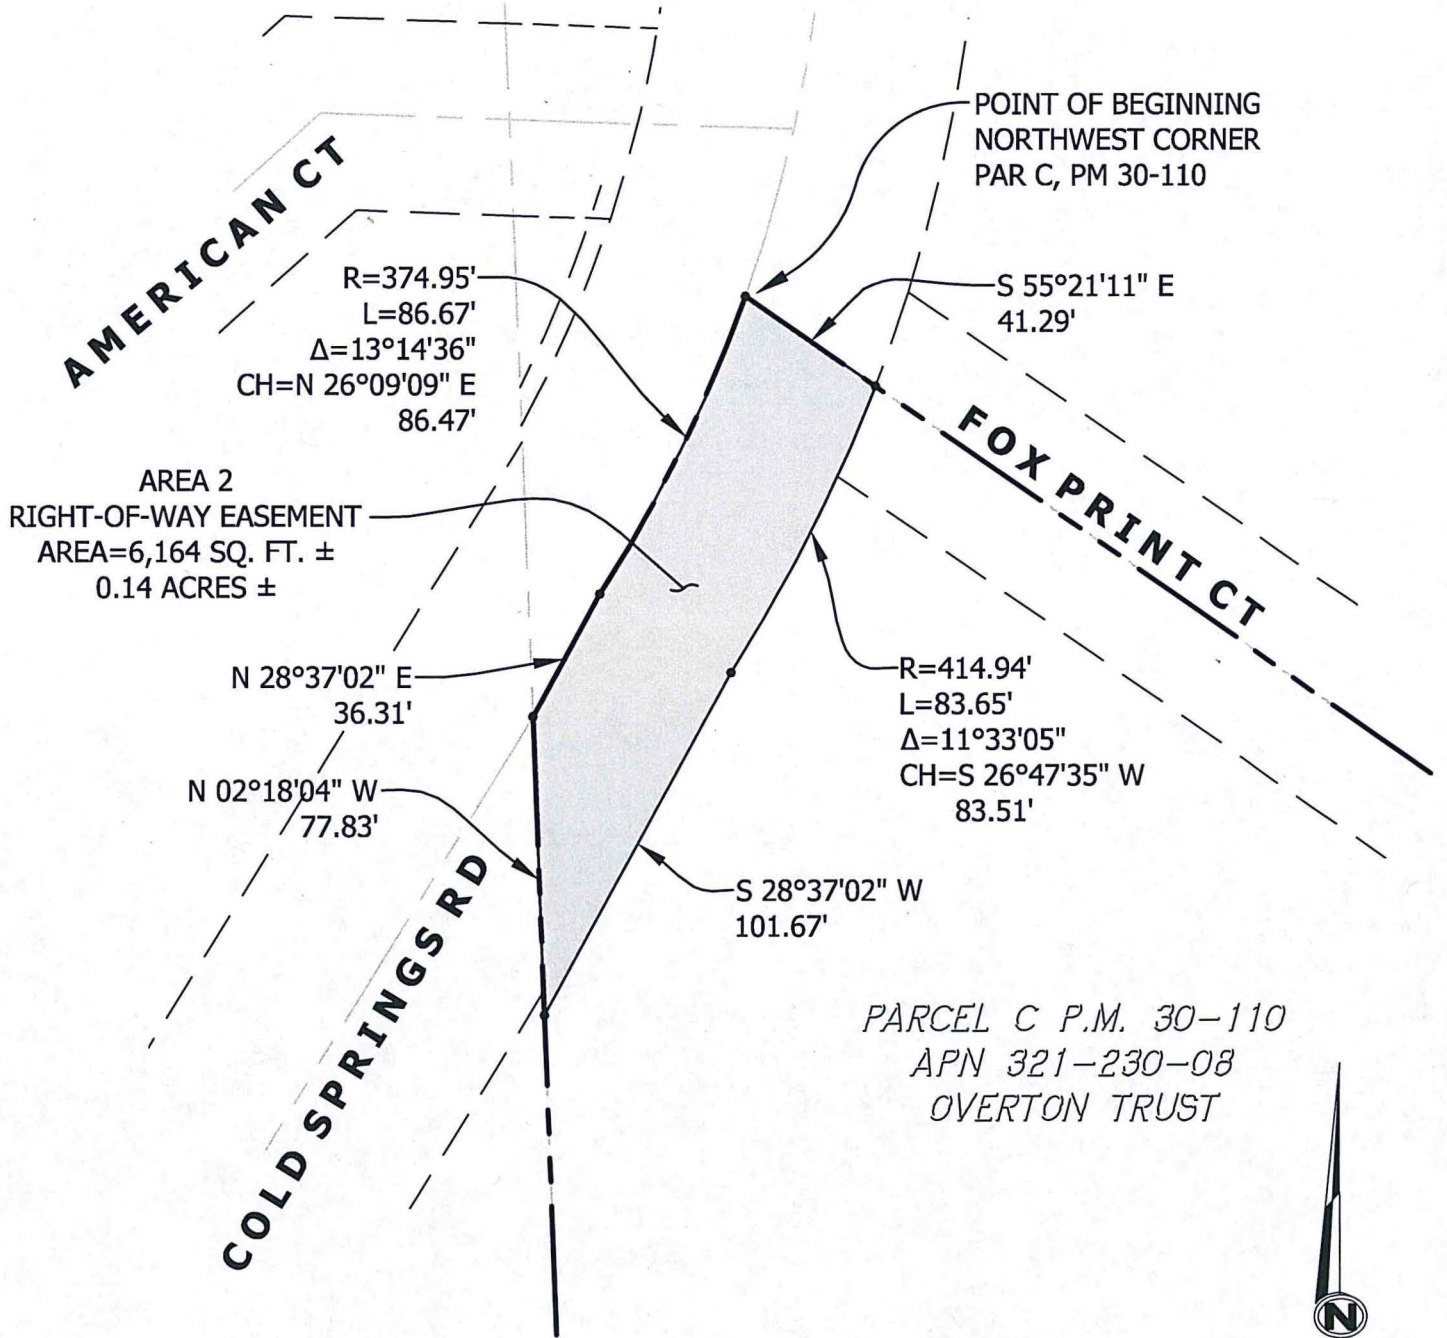 POINT OF BEGINNING
NORTHWEST CORNER
PAR C, PM 30-110
AMERICAN CT
R=374.95'
L=86.67'
Δ=13°14'36"
CH=N 26°09'09" E
86.47'
S 55°21'11" E
41.29'
FOX PRINT CT
AREA 2
RIGHT-OF-WAY EASEMENT
AREA=6,164 SQ. FT. ±
0.14 ACRES ±
N 28°37'02" E
36.31'
R=414.94'
L=83.65'
Δ=11°33'05"
CH=S 26°47'35" W
83.51'
N 02°18'04" W
77.83'
S 28°37'02" W
101.67'
COLD SPRINGS RD
PARCEL C P.M. 30-110
APN 321-230-08
OVERTON TRUST
N